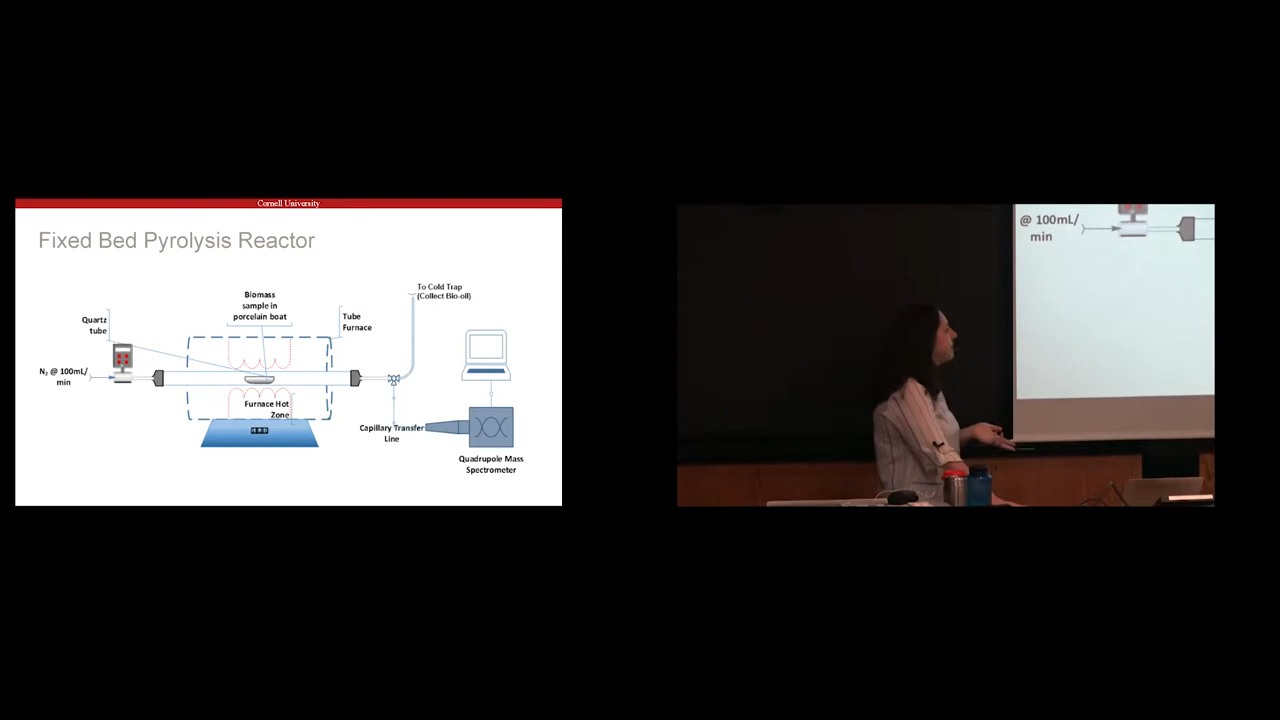 Cornell University
Fixed Bed Pyrolysis Reactor
To Cold Trap
(Collect Bio-oil)
Biomass
sample in
porcelain boat
Quartz
tube
Tube
Furnace
N₂ @ 100mL/
min
Furnace Hot
Zone
Capillary Transfer
Line
Quadrupole Mass
Spectrometer
@ 100mL/
min